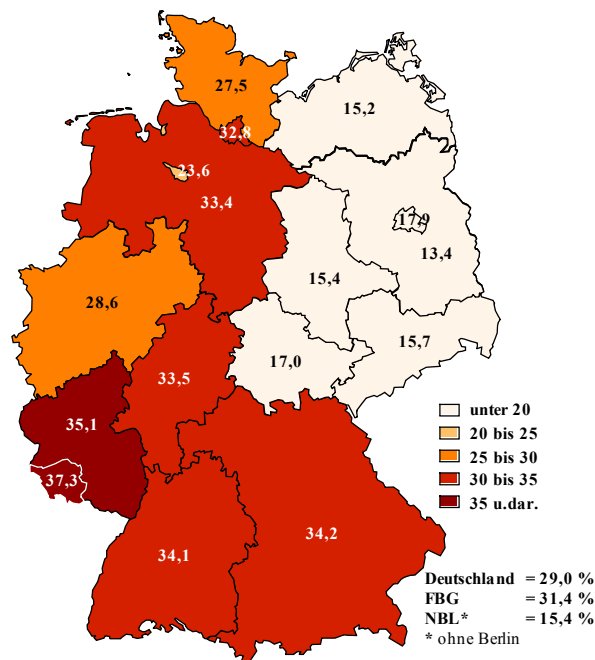 27,5
15,2
32,8
2
23,6
33,4
17,9
13,4
15,4
28,6
15,7
17,0
33,5
35,1
37,3
34,2
34,1
unter 20
20 bis 25
25 bis 30
30 bis 35
35 u.dar.
Deutschland = 29,0 %
FBG = 31,4 %
NBL* = 15,4 %
* ohne Berlin